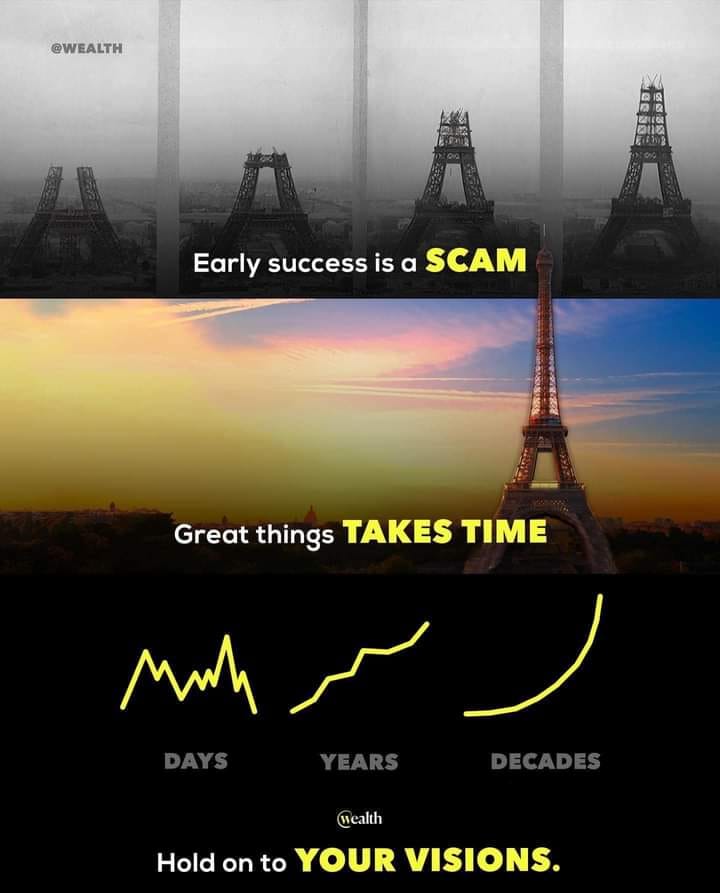 @WEALTH
Early success is a SCAM
Great things TAKES TIME
DAYS YEARS DECADES
@wealth
Hold on to YOUR VISIONS.